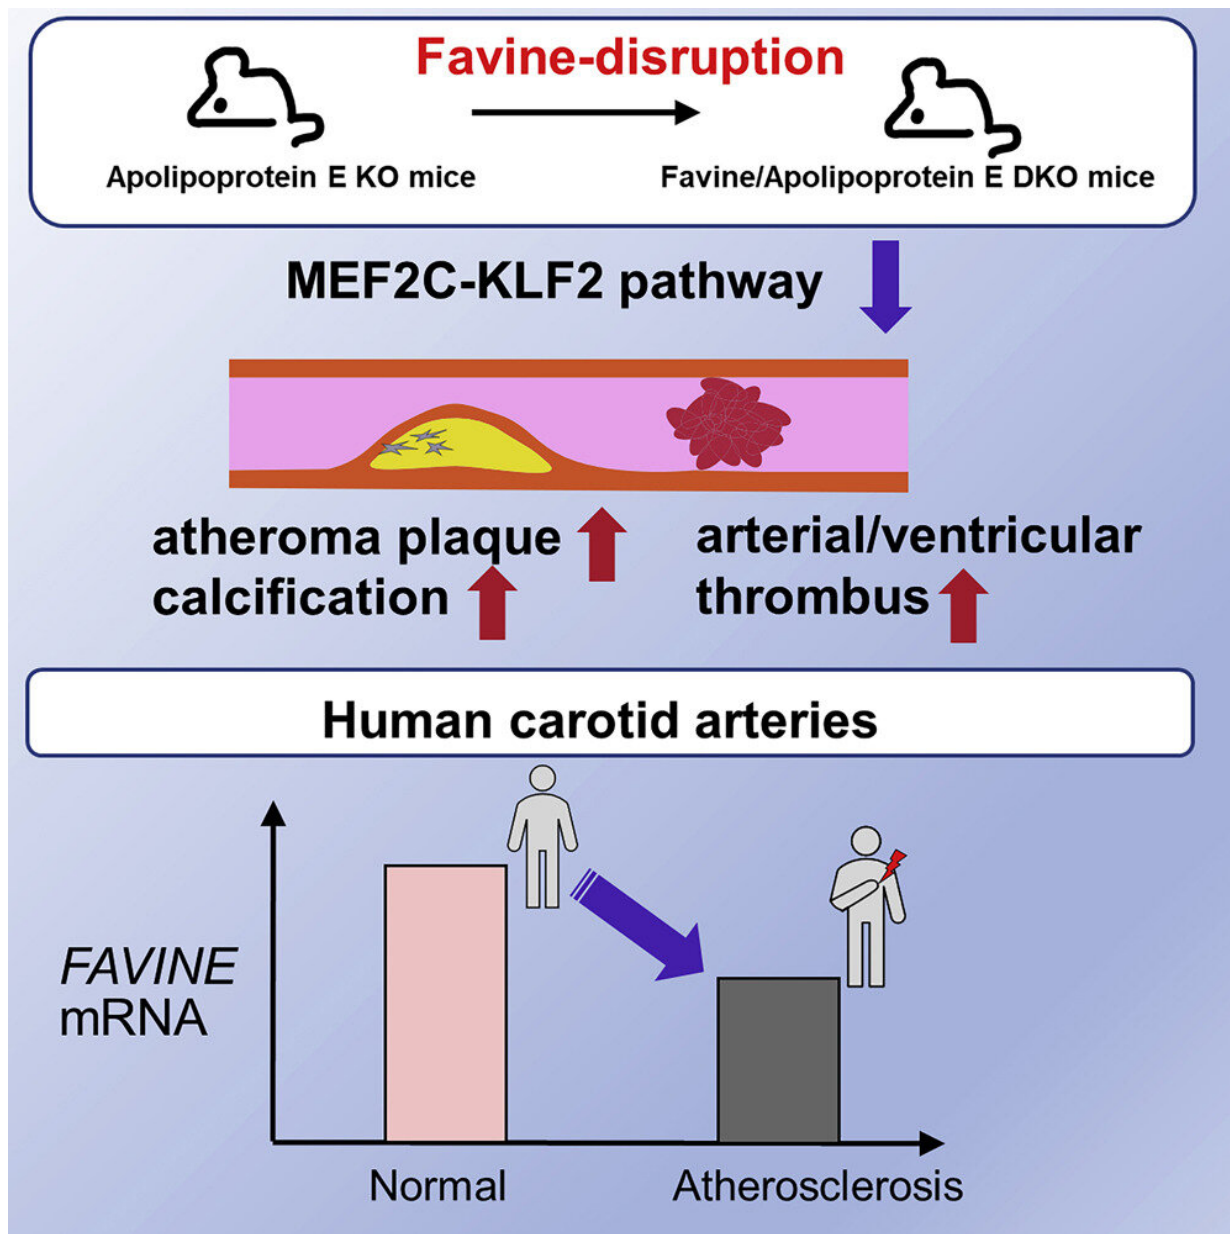 Favine-disruption
Apolipoprotein E KO mice
Favine/Apolipoprotein E DKO mice
MEF2C-KLF2 pathway
atheroma plaque
calcification
arterial/ventricular
thrombus
Human carotid arteries
FAVINE
mRNA
Normal
Atherosclerosis